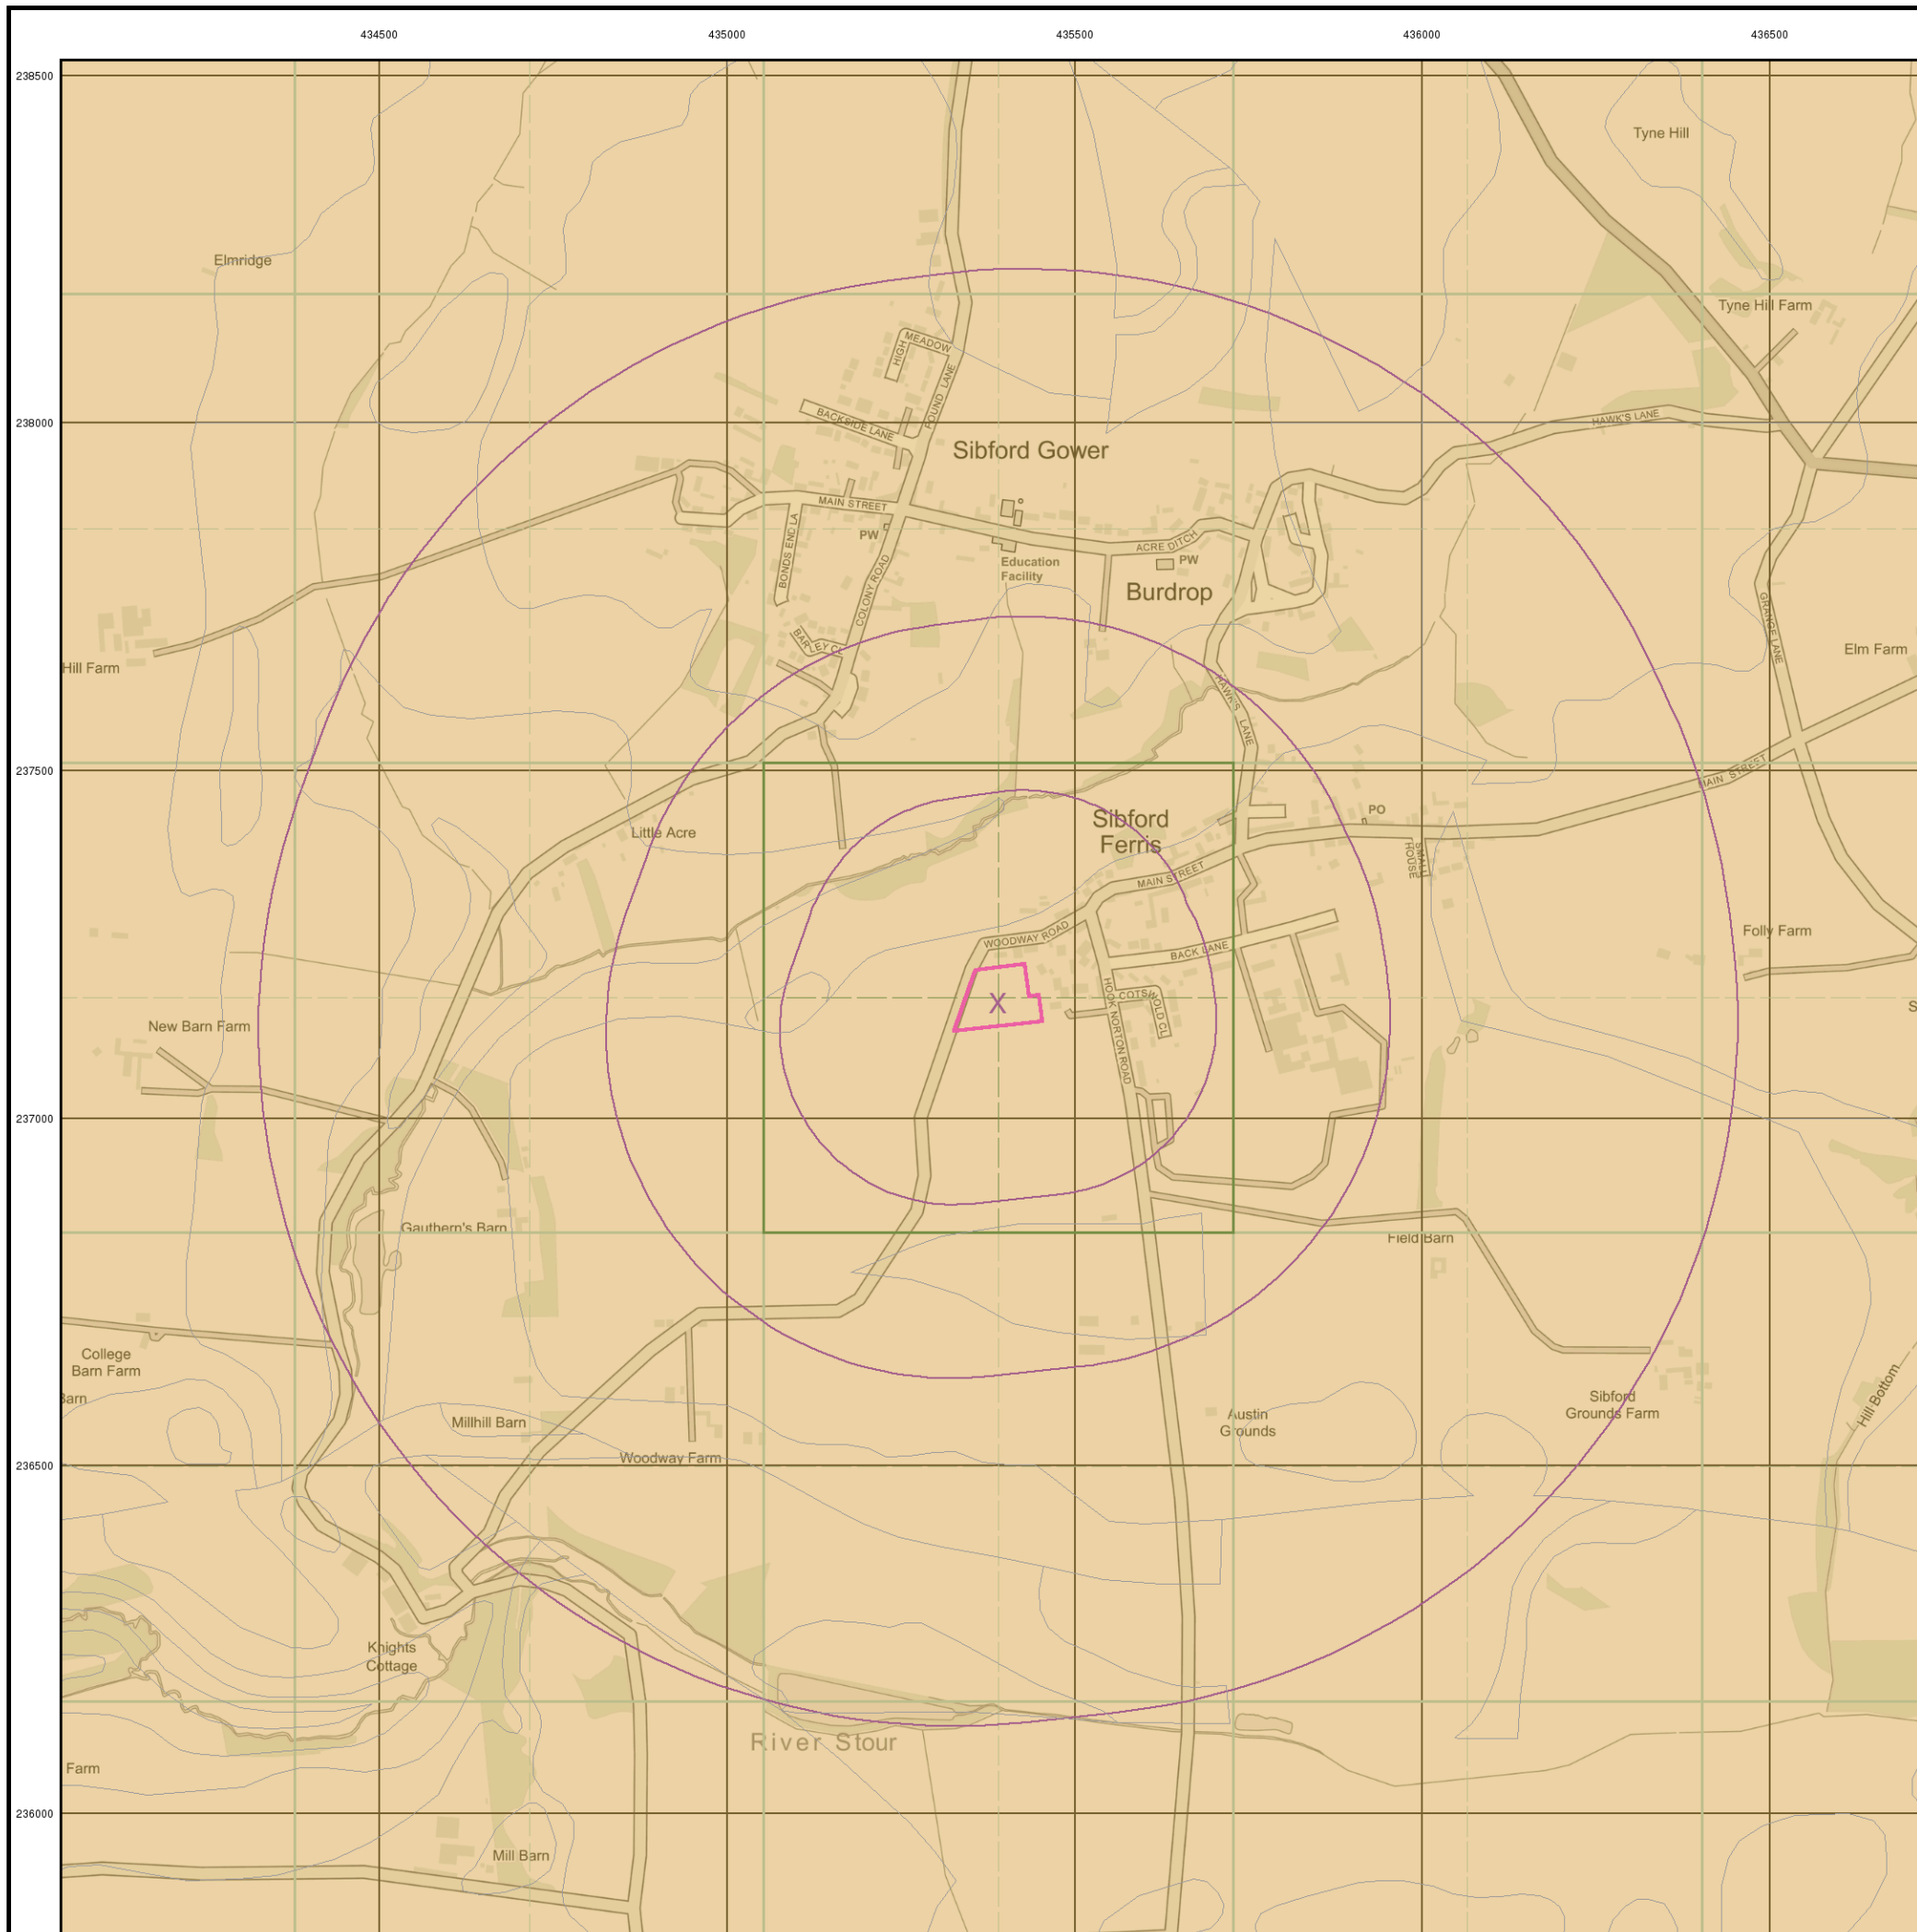 434500 435000 435500 436000 436500
238500
Tyne Hill
Elmridge
Tyne Hill Farm
HIGH MEADOW
POUND LANE
BACKSIDE LANE
HAWK'S LANE
238000
Sibford Gower
MAIN STREET
BONDS END LA
PW
COLONY ROAD
Education
Facility
ACRE DITCH
PW
Burdrop
GRANGE LANE
BARLEY CL
Hill Farm
Elm Farm
HAWK'S LANE
237500
MAIN STREET
Little Acre
Sibford
Ferris
PO
MAIN STREET
SMALL
HOUSE
WOODWAY ROAD
BACK LANE
Folly Farm
X
COTSWOLD CL
HOOK NORTON ROAD
New Barn Farm
S
237000
Gauthern's Barn
Field Barn
College
Barn Farm
Barn
Millhill Barn
Woodway Farm
Austin
Grounds
Sibford
Grounds Farm
Hill Bottom
236500
Knights
Cottage
River Stour
Farm
236000
Mill Barn